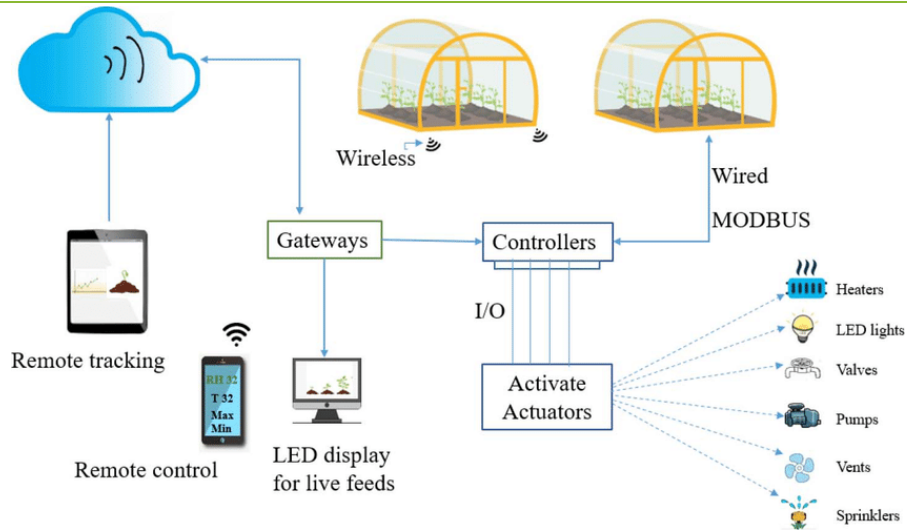 Wireless
Wired
MODBUS
Gateways
Controllers
I/O
Heaters
LED lights
Valves
Pumps
Vents
Sprinklers
Activate
Actuators
Remote tracking
RH 32
T 32
Max
Min
Remote control
LED display
for live feeds